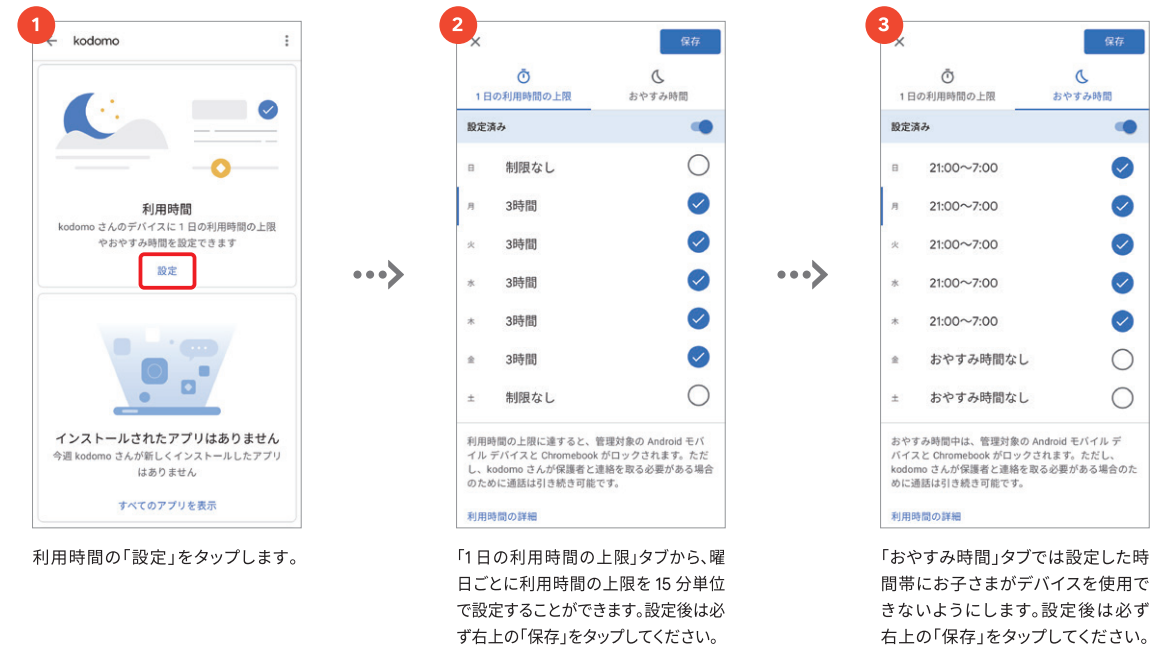 1
kodomo
利用時間
kodomo さんのデバイスに 1 日の利用時間の上限
やおやすみ時間を設定できます
設定
インストールされたアプリはありません
今週 kodomo さんが新しくインストールしたアプリ
はありません
すべてのアプリを表示
利用時間の「設定」をタップします。
2
保存
1 日の利用時間の上限
おやすみ時間
設定済み
日 制限なし
月 3時間
火 3時間
水 3時間
木 3時間
金 3時間
土 制限なし
利用時間の上限に達すると、管理対象の Android モバ
イル デバイスと Chromebook がロックされます。ただ
し、kodomo さんが保護者と連絡を取る必要がある場合
のために通話は引き続き可能です。
利用時間の詳細
「1 日の利用時間の上限」タブから、曜
日ごとに利用時間の上限を 15 分単位
で設定することができます。設定後は必
ず右上の「保存」をタップしてください。
3
保存
1 日の利用時間の上限
おやすみ時間
設定済み
日 21:00〜7:00
月 21:00〜7:00
火 21:00〜7:00
水 21:00〜7:00
木 21:00〜7:00
金 おやすみ時間なし
土 おやすみ時間なし
おやすみ時間中は、管理対象の Android モバイル デ
バイスと Chromebook がロックされます。ただし、
kodomo さんが保護者と連絡を取る必要がある場合のた
めに通話は引き続き可能です。
利用時間の詳細
「おやすみ時間」タブでは設定した時
間帯にお子さまがデバイスを使用で
きないようにします。設定後は必ず
右上の「保存」をタップしてください。